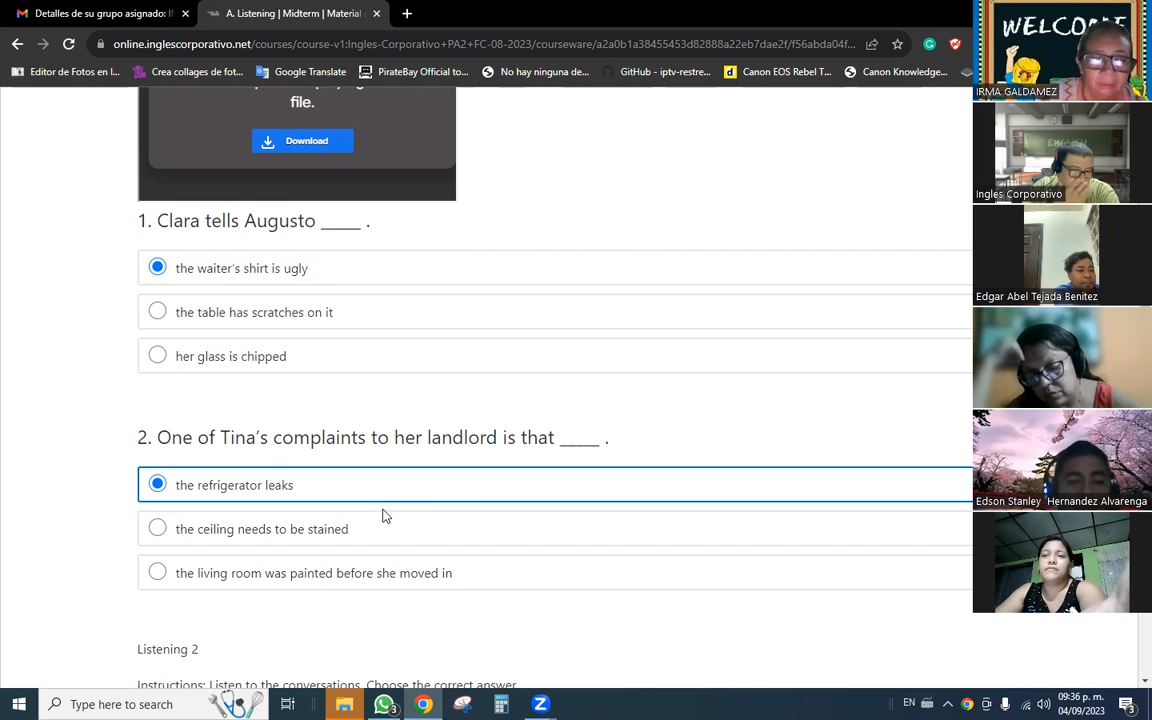 Detalles de su grupo asignado: I
A. Listening | Midterm | Material
online.inglescorporativo.net/courses/course-v1:Ingles-Corporativo+PA2+FC-08-2023/courseware/a2a0b1a38455453d82888a22eb7dae2f/f56abda04f...
Editor de Fotos en l...
Crea collages de fot...
Google Translate
PirateBay Official to...
No hay ninguna de...
GitHub - iptv-restre...
Canon EOS Rebel T...
Canon Knowledge...
file.
Download
1. Clara tells Augusto _____ .
the waiter's shirt is ugly
the table has scratches on it
her glass is chipped
2. One of Tina's complaints to her landlord is that _____ .
the refrigerator leaks
the ceiling needs to be stained
the living room was painted before she moved in
Listening 2
Instructions: Listen to the conversations. Choose the correct answer
WELCOME
IRMA GALDAMEZ
ENGLISH
Ingles Corporativo
Edgar Abel Tejada Benitez
Edson Stanley Hernandez Alvarenga
Type here to search
3
EN
09:36 p. m.
04/09/2023
3